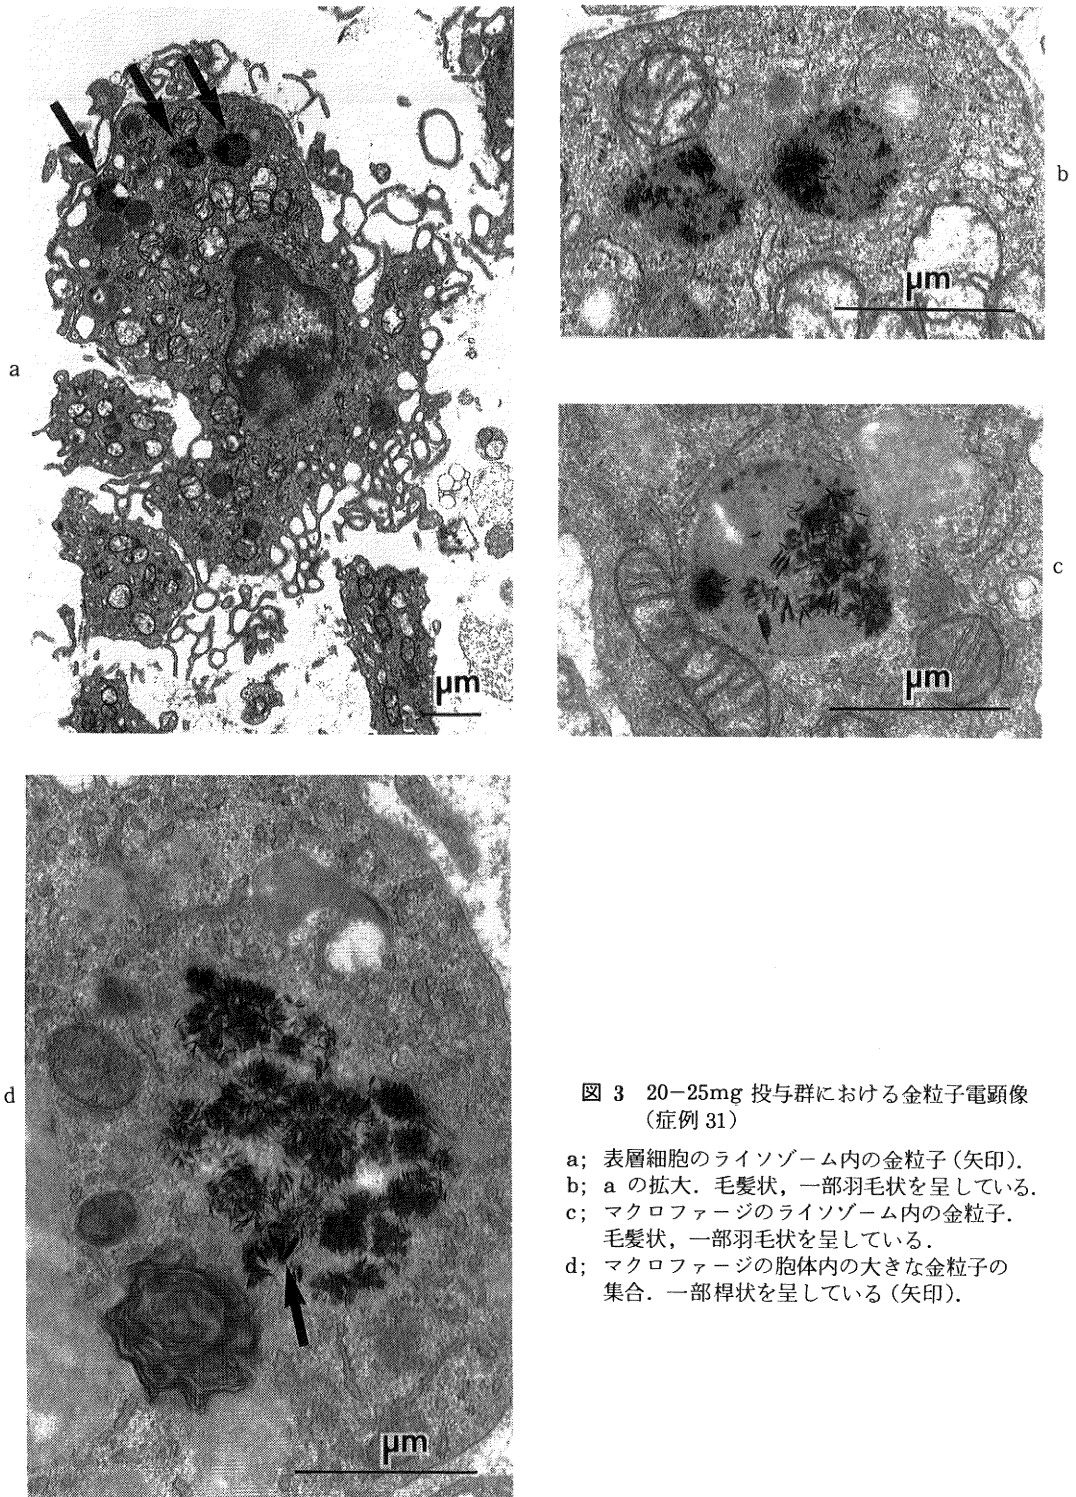 a
μm
b
μm
c
μm
d
μm
図 3 20-25mg 投与群における金粒子電顕像
(症例 31)
a; 表層細胞のライソゾーム内の金粒子(矢印).
b; a の拡大. 毛髪状, 一部羽毛状を呈している.
c; マクロファージのライソゾーム内の金粒子.
毛髪状, 一部羽毛状を呈している.
d; マクロファージの胞体内の大きな金粒子の
集合. 一部桿状を呈している(矢印).